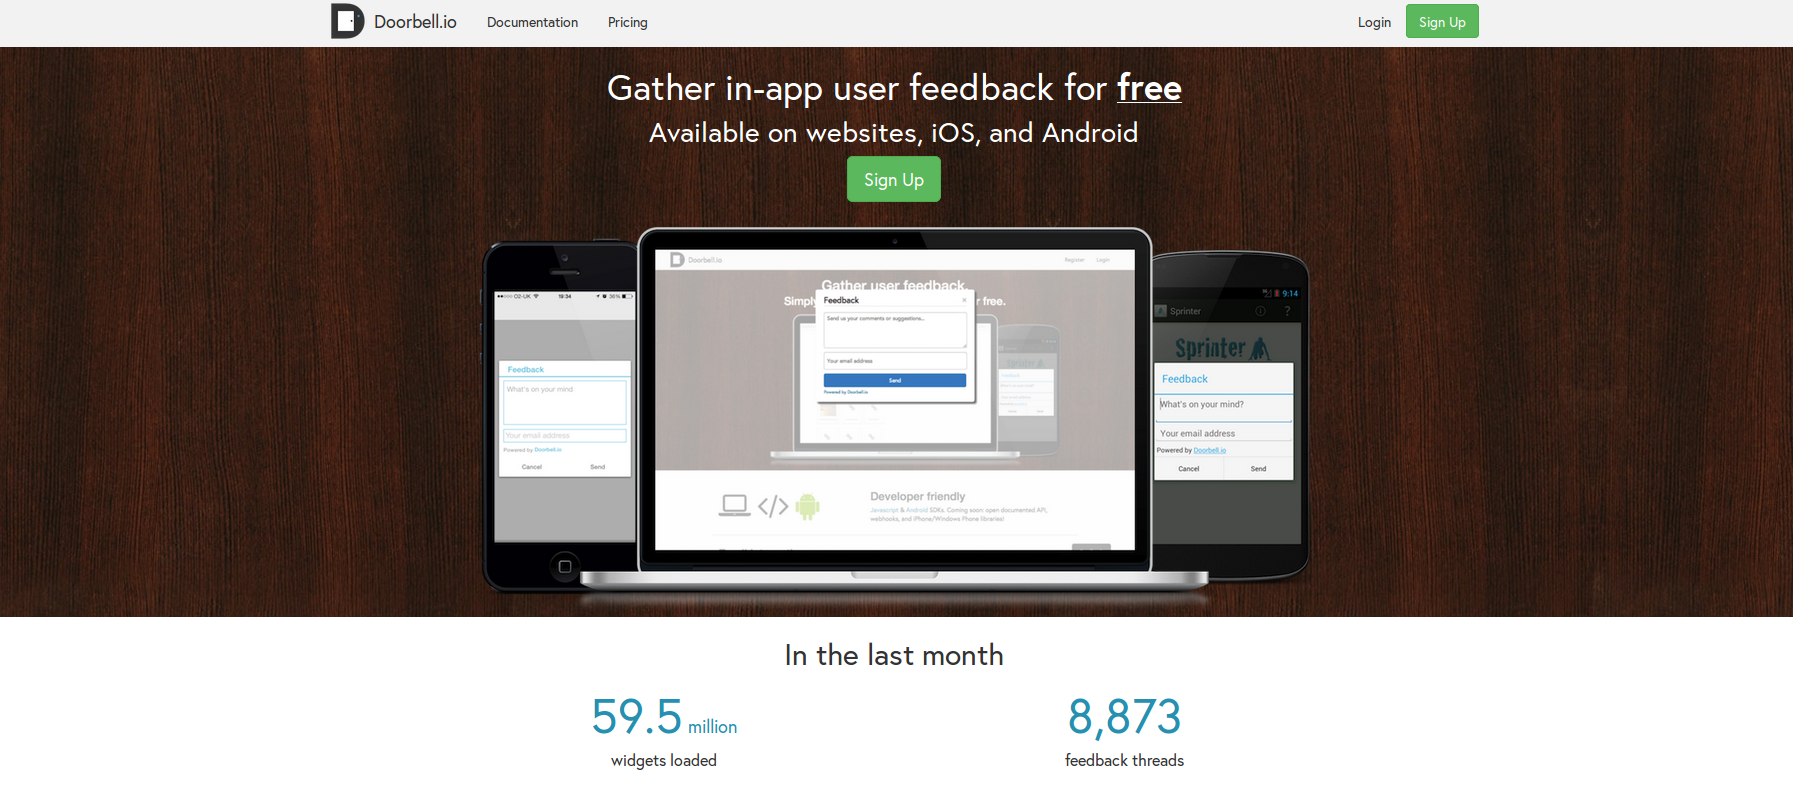 Doorbell.io Documentation Pricing Login Sign Up
Gather in-app user feedback for free
Available on websites, iOS, and Android
Sign Up
O2-UK 19:34 36%
Feedback
What's on your mind
Your email address
Powered by Doorbell.io
Cancel Send
Doorbell.io Register Login
Gather user feedback.
Simply free.
Feedback ×
Send us your comments or suggestions...
Your email address
Send
Powered by Doorbell.io
Developer friendly
Javascript & Android SDKs. Coming soon: open documented API,
webhooks, and iPhone/Windows Phone libraries!
9:14
Sprinter ?
Sprinter
Feedback
What's on your mind?
Your email address
Powered by Doorbell.io
Cancel Send
In the last month
59.5 million 8,873
widgets loaded feedback threads